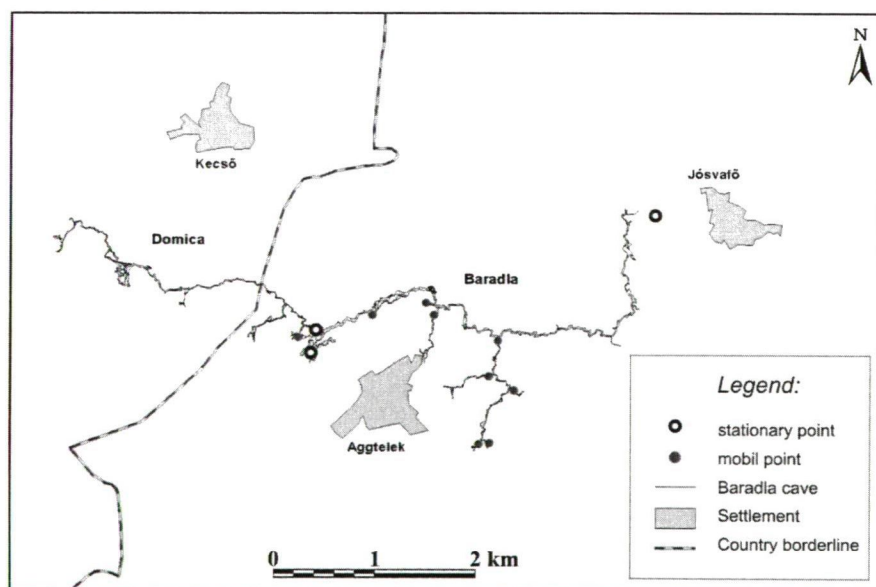 N
Kecső
Jósvafő
Domica
Baradla
Aggtelek
Legend:
stationary point
mobil point
Baradla cave
Settlement
Country borderline
0 1 2 km